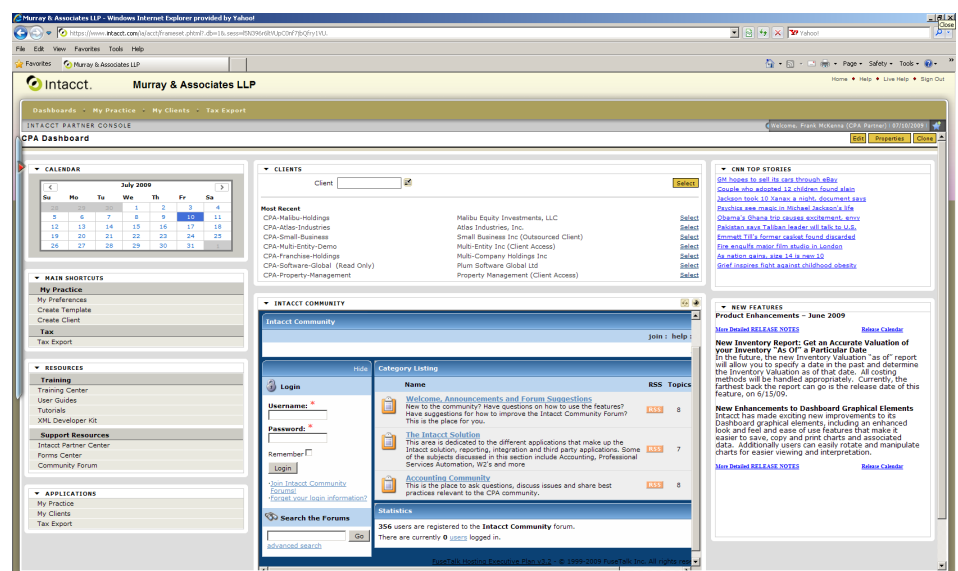 Murray & Associates LLP - Windows Internet Explorer provided by Yahoo!
Close
Yahoo!
File Edit View Favorites Tools Help
Favorites Murray & Associates LLP
Page Safety Tools
Intacct. Murray & Associates LLP
Home Help Live Help Sign Out
Dashboards My Practice My Clients Tax Export
INTACCT PARTNER CONSOLE
Welcome, Frank McKenna [CPA Partner] 07/10/2009
CPA Dashboard
Edit Properties Clone
CALENDAR
July 2009
Su Mo Tu We Th Fr Sa
28 29 30 1 2 3 4
5 6 7 8 9 10 11
12 13 14 15 16 17 18
19 20 21 22 23 24 25
26 27 28 29 30 31 1
MAIN SHORTCUTS
My Practice
My Preferences
Create Template
Create Client
Tax
Tax Export
RESOURCES
Training
Training Center
User Guides
Tutorials
XML Developer Kit
Support Resources
Intacct Partner Center
Forms Center
Community Forum
APPLICATIONS
My Practice
My Clients
Tax Export
CLIENTS
Client Select
Most Recent
CPA-Malibu-Holdings Malibu Equity Investments, LLC Select
CPA-Atlas-Industries Atlas Industries, Inc. Select
CPA-Small-Business Small Business Inc (Outsourced Client) Select
CPA-Multi-Entity-Demo Multi-Entity Inc (Client Access) Select
CPA-Franchise-Holdings Multi-Company Holdings Inc Select
CPA-Software-Global (Read Only) Plum Software Global Ltd Select
CPA-Property-Management Property Management (Client Access) Select
INTACCT COMMUNITY
Intacct Community
join : help :
Hide
Login
Username: *
Password: *
Remember
Login
·Join Intacct Community
Forums!
·Forgot your login information?
Search the Forums
Go
advanced search
Category Listing
Name RSS Topics
Welcome, Announcements and Forum Suggestions
New to the community? Have questions on how to use the features?
Have suggestions for how to improve the Intacct Community Forum?
This is the place for you.
RSS 8
The Intacct Solution
This area is dedicated to the different applications that make up the
Intacct solution, reporting, integration and third party applications. Some
of the subjects discussed in this section include Accounting, Professional
Services Automation, W2's and more
RSS 7
Accounting Community
This is the place to ask questions, discuss issues and share best
practices relevant to the CPA community.
RSS 8
Statistics
356 users are registered to the Intacct Community forum.
There are currently 0 users logged in.
FuseTalk Hosting Executive Plan v3.2 - © 1999-2009 FuseTalk Inc. All rights res
CNN TOP STORIES
GM hopes to sell its cars through eBay
Couple who adopted 12 children found slain
Jackson took 10 Xanax a night, document says
Psychics see magic in Michael Jackson's life
Obama's Ghana trip causes excitement, envy
Pakistan says Taliban leader will talk to U.S.
Emmett Till's former casket found discarded
Fire engulfs major film studio in London
As nation gains, size 14 is new 10
Grief inspires fight against childhood obesity
NEW FEATURES
Product Enhancements – June 2009
More Detailed RELEASE NOTES Release Calendar
New Inventory Report: Get an Accurate Valuation of
your Inventory "As Of" a Particular Date
In the future, the new Inventory Valuation "as of" report
will allow you to specify a date in the past and determine
the Inventory Valuation as of that date. All costing
methods will be handled appropriately. Currently, the
farthest back the report can go is the release date of this
feature, on 6/15/09.
New Enhancements to Dashboard Graphical Elements
Intacct has made exciting new improvements to its
Dashboard graphical elements, including an enhanced
look and feel and ease of use features that make it
easier to save, copy and print charts and associated
data. Additionally users can easily rotate and manipulate
charts for easier viewing and interpretation.
More Detailed RELEASE NOTES Release Calendar